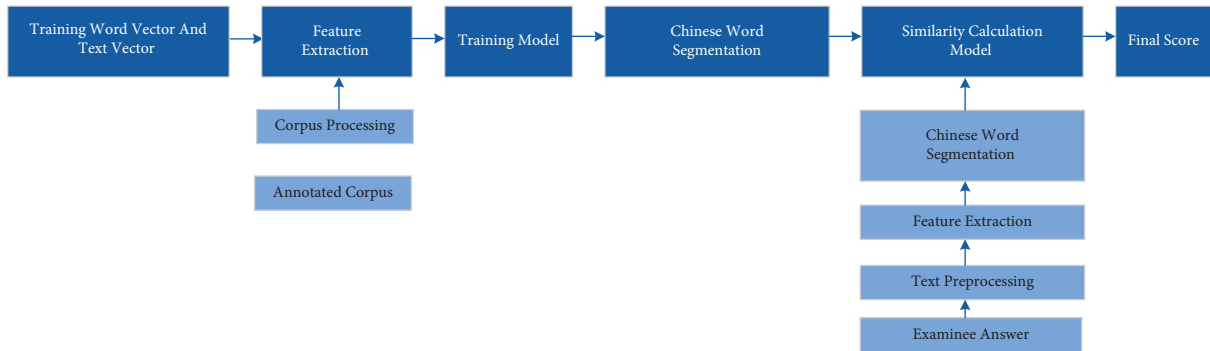 Training Word Vector And
Text Vector
Feature
Extraction
Training Model
Chinese Word
Segmentation
Similarity Calculation
Model
Final Score
Corpus Processing
Annotated Corpus
Chinese Word
Segmentation
Feature Extraction
Text Preprocessing
Examinee Answer